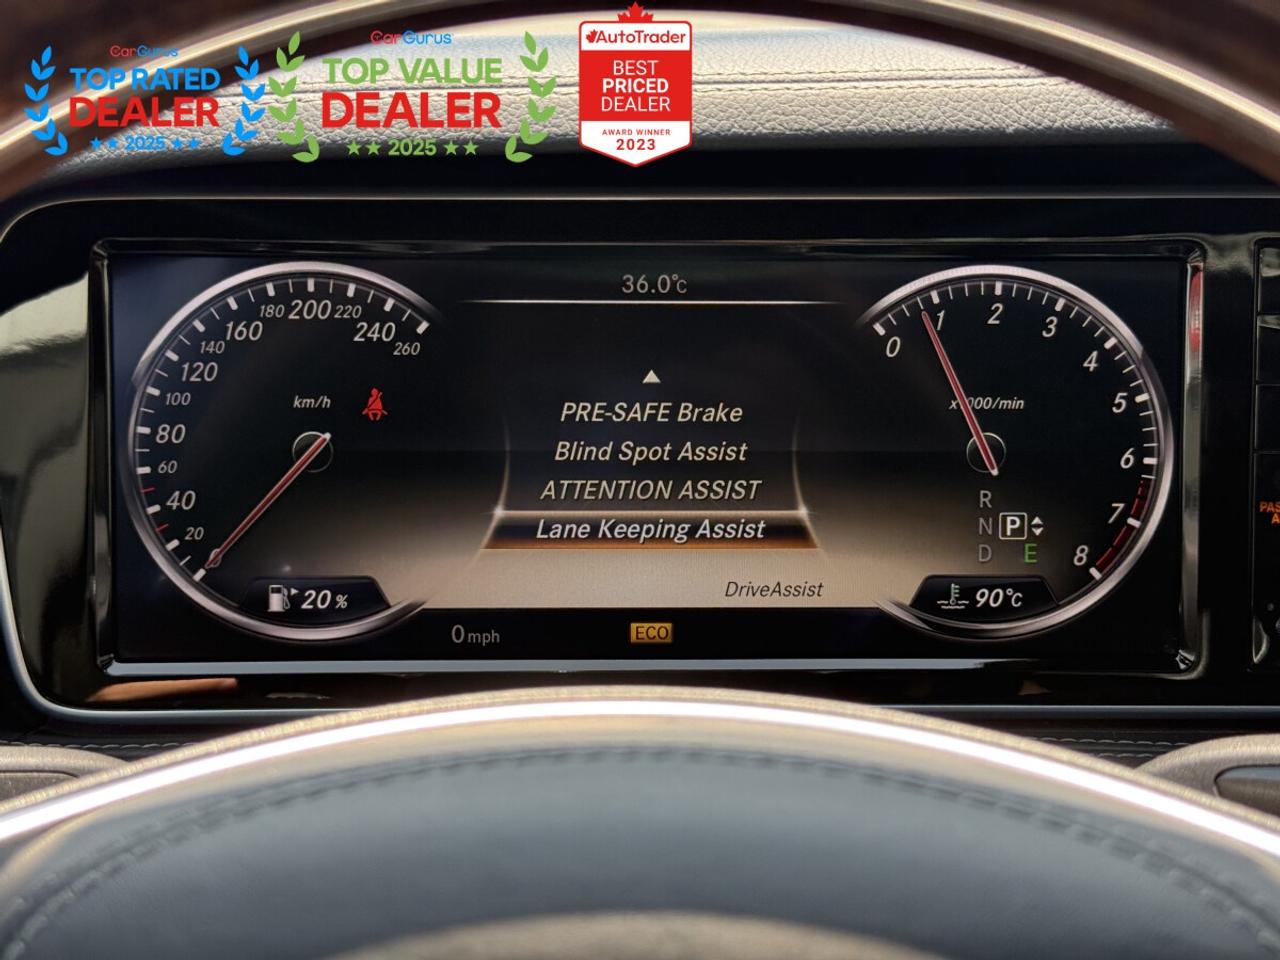 CarGurus
TOP RATED
DEALER
2025
CarGurus
TOP VALUE
DEALER
2025
AutoTrader
BEST
PRICED
DEALER
AWARD WINNER
2023
36.0°C
PRE-SAFE Brake
Blind Spot Assist
ATTENTION ASSIST
Lane Keeping Assist
DriveAssist
0 mph
ECO
km/h
0
20
40
60
80
100
120
140
160
180
200
220
240
260
20 %
x1000/min
0
1
2
3
4
5
6
7
8
R
N P
D E
90°C